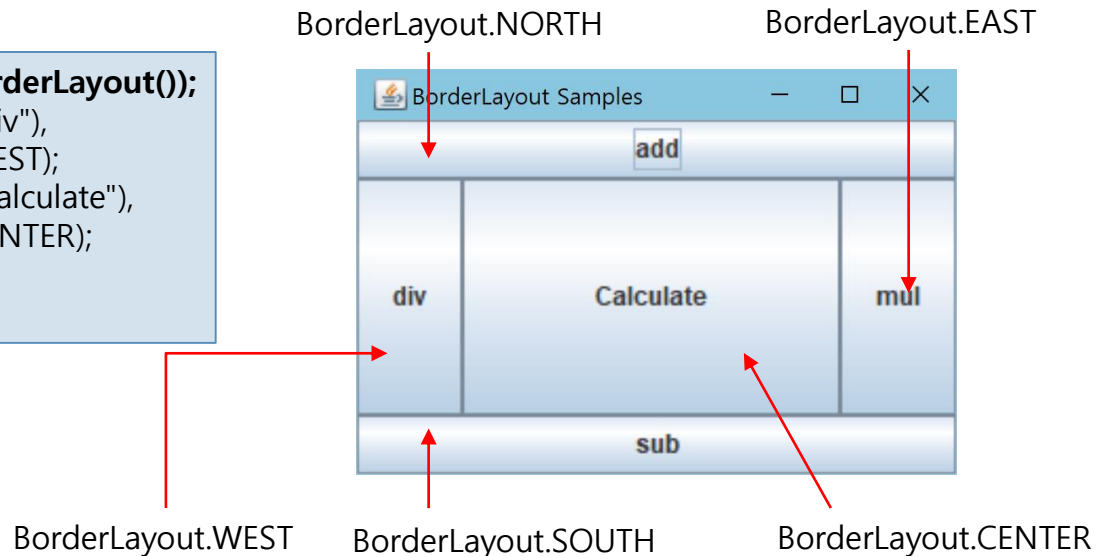 BorderLayout.NORTH
BorderLayout.EAST
rderLayout());
iv"),
EST);
alculate"),
NTER);
BorderLayout Samples
add
div
Calculate
mul
sub
BorderLayout.WEST
BorderLayout.SOUTH
BorderLayout.CENTER